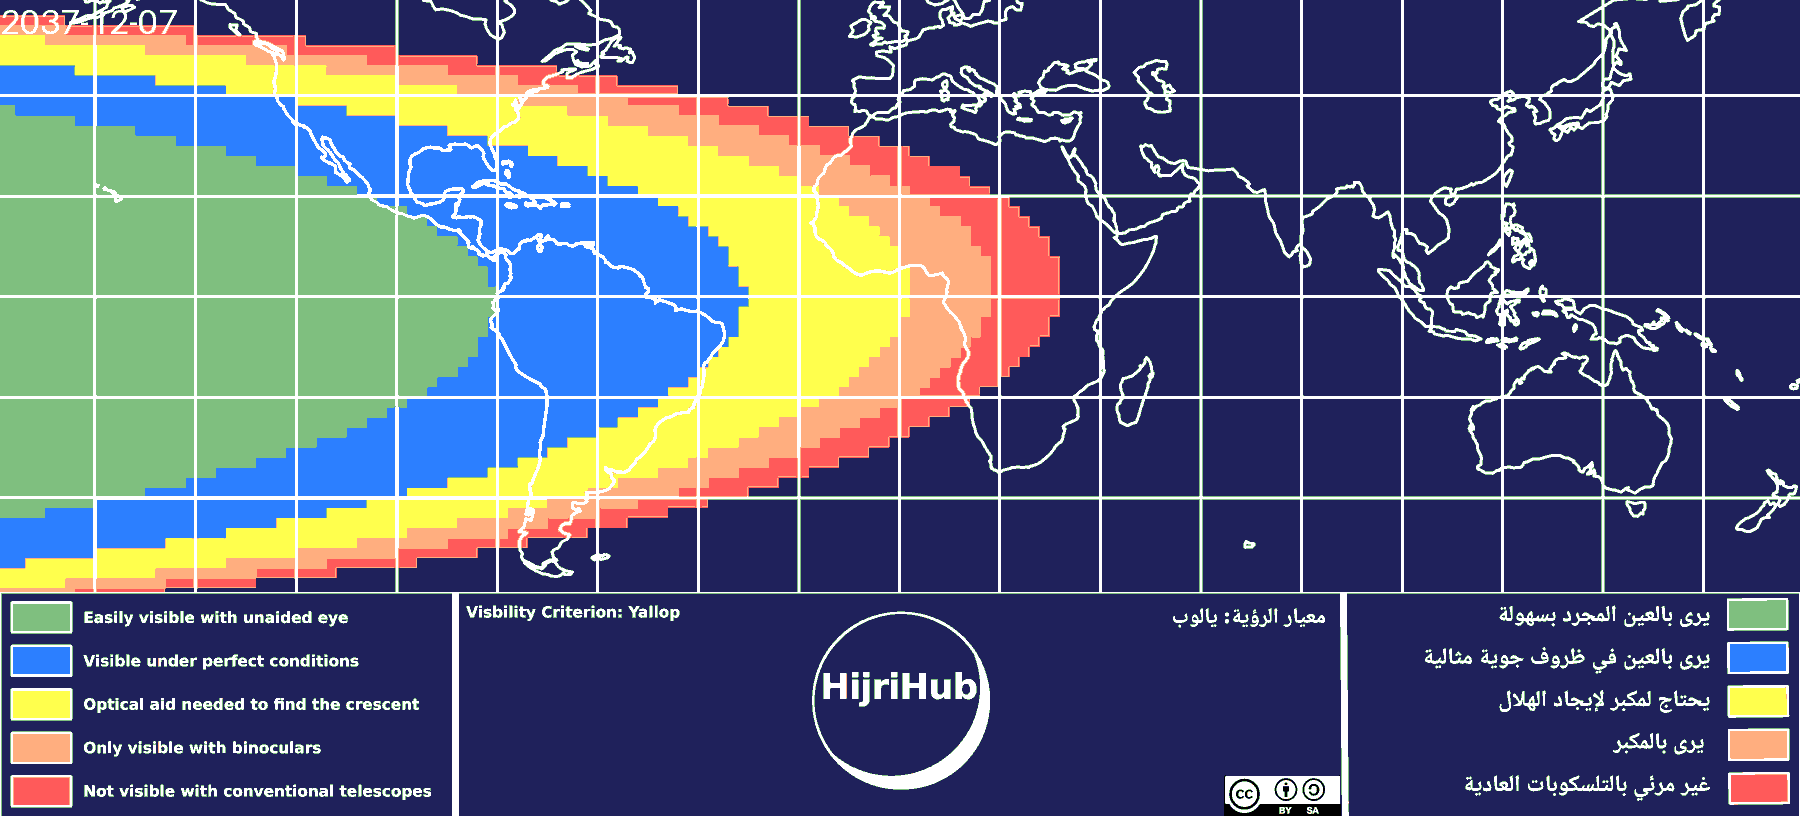 2037-12-07
Easily visible with unaided eye
Visible under perfect conditions
Optical aid needed to find the crescent
Only visible with binoculars
Not visible with conventional telescopes
Visbility Criterion: Yallop
معيار الرؤية: يالوب
HijriHub
cc
BY SA
يرى بالعين المجرد بسهولة
يرى بالعين في ظروف جوية مثالية
يحتاج لمكبر لإيجاد الهلال
يرى بالمكبر
غير مرئي بالتلسكوبات العادية